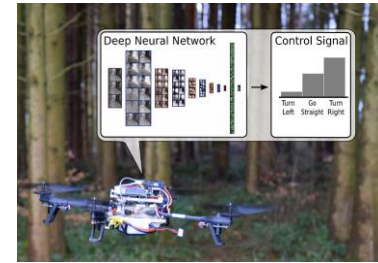 Deep Neural Network
Control Signal
Turn Go Turn
Left Straight Right